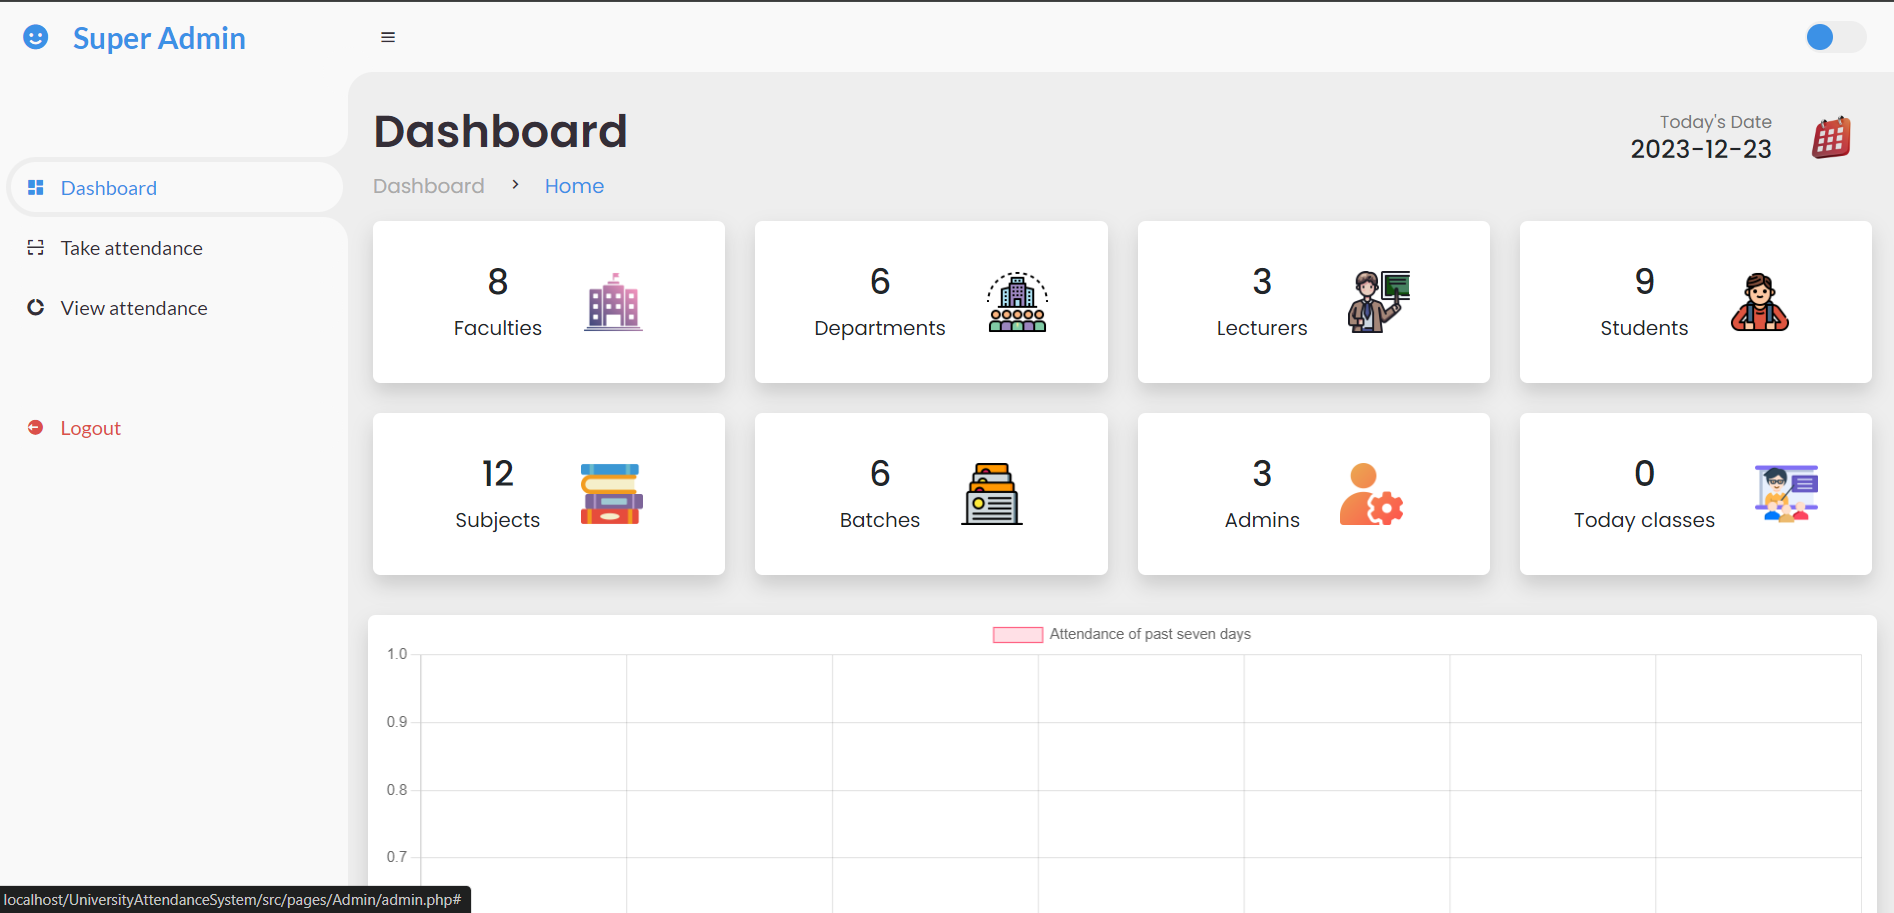 Super Admin
Dashboard
Take attendance
View attendance
Logout
Dashboard
Dashboard > Home
Today's Date
2023-12-23
8
Faculties
6
Departments
3
Lecturers
9
Students
12
Subjects
6
Batches
3
Admins
0
Today classes
Attendance of past seven days
1.0
0.9
0.8
0.7
localhost/UniversityAttendanceSystem/src/pages/Admin/admin.php#